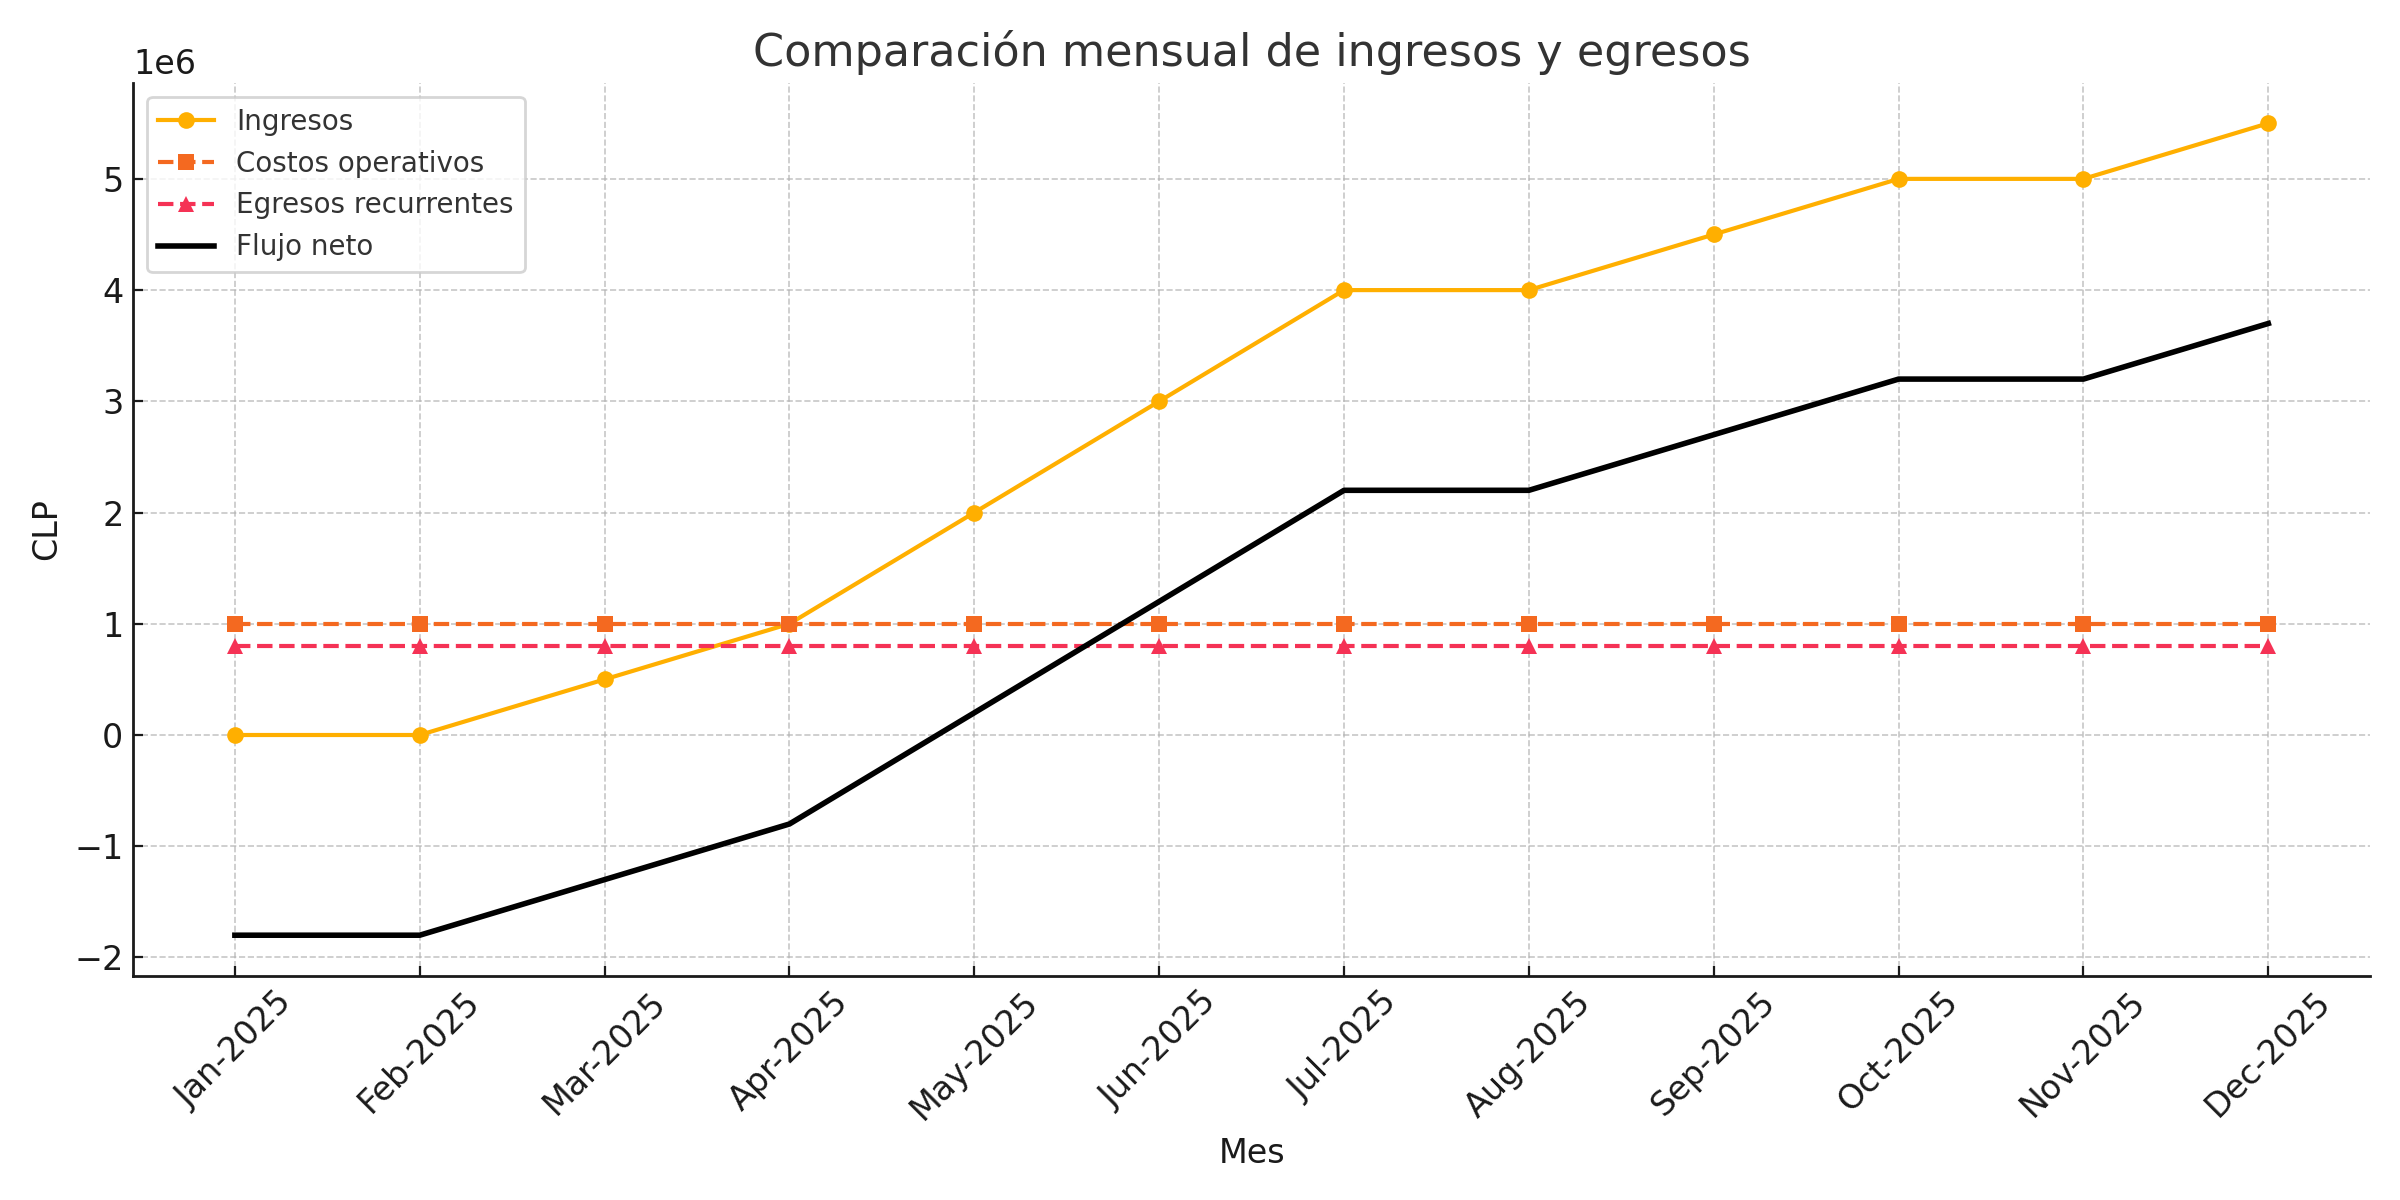 Comparación mensual de ingresos y egresos
1e6
Ingresos
Costos operativos
Egresos recurrentes
Flujo neto
5
4
3
2
1
0
−1
−2
CLP
Jan-2025
Feb-2025
Mar-2025
Apr-2025
May-2025
Jun-2025
Jul-2025
Aug-2025
Sep-2025
Oct-2025
Nov-2025
Dec-2025
Mes